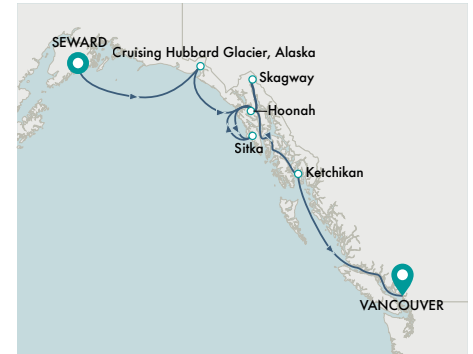 SEWARD
Cruising Hubbard Glacier, Alaska
Skagway
Hoonah
Sitka
Ketchikan
VANCOUVER